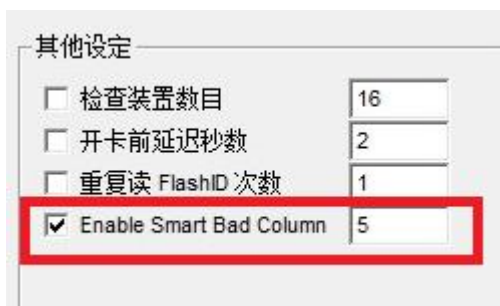 其他设定
检查装置数目 16
开卡前延迟秒数 2
重复读 FlashID 次数 1
Enable Smart Bad Column 5